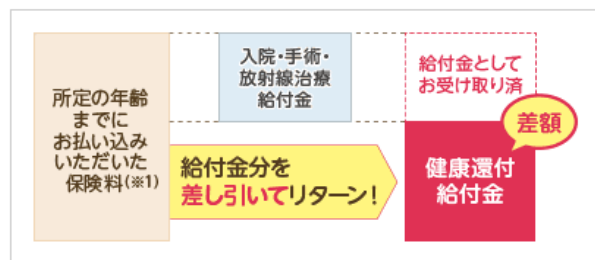 所定の年齢
までに
お払い込み
いただいた
保険料(※1)
入院・手術・
放射線治療
給付金
給付金分を
差し引いてリターン!
給付金として
お受け取り済
差額
健康還付
給付金